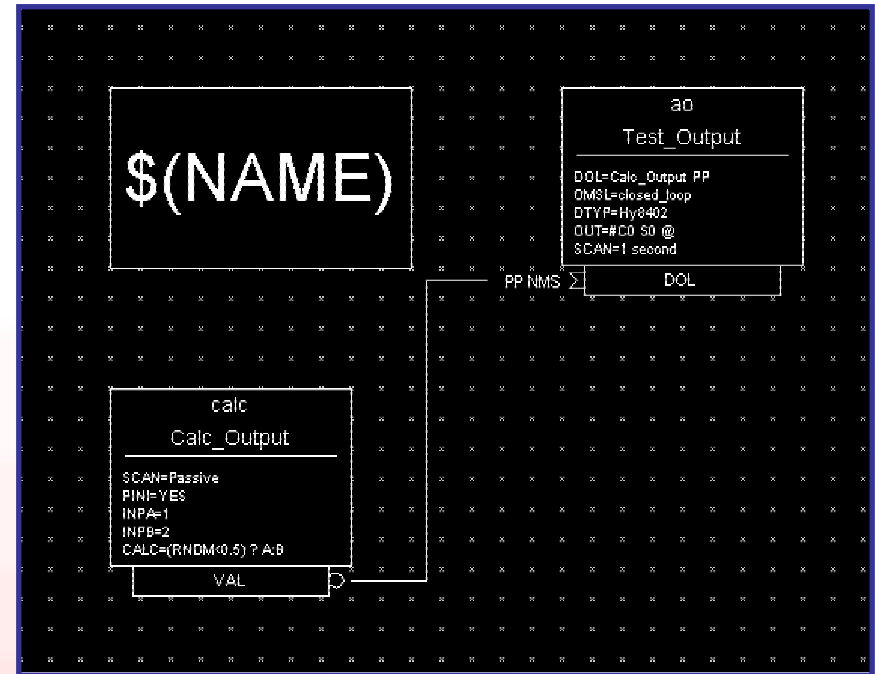 $(NAME)
ao
Test_Output
DOL=Calc_Output PP
OMSL=closed_loop
DTYP=Hy8402
OUT=#C0 S0 @
SCAN=1 second
PP NMS
DOL
calc
Calc_Output
SCAN=Passive
PINI=YES
INPA=1
INPB=2
CALC=(RNDM<0.5) ? A:B
VAL